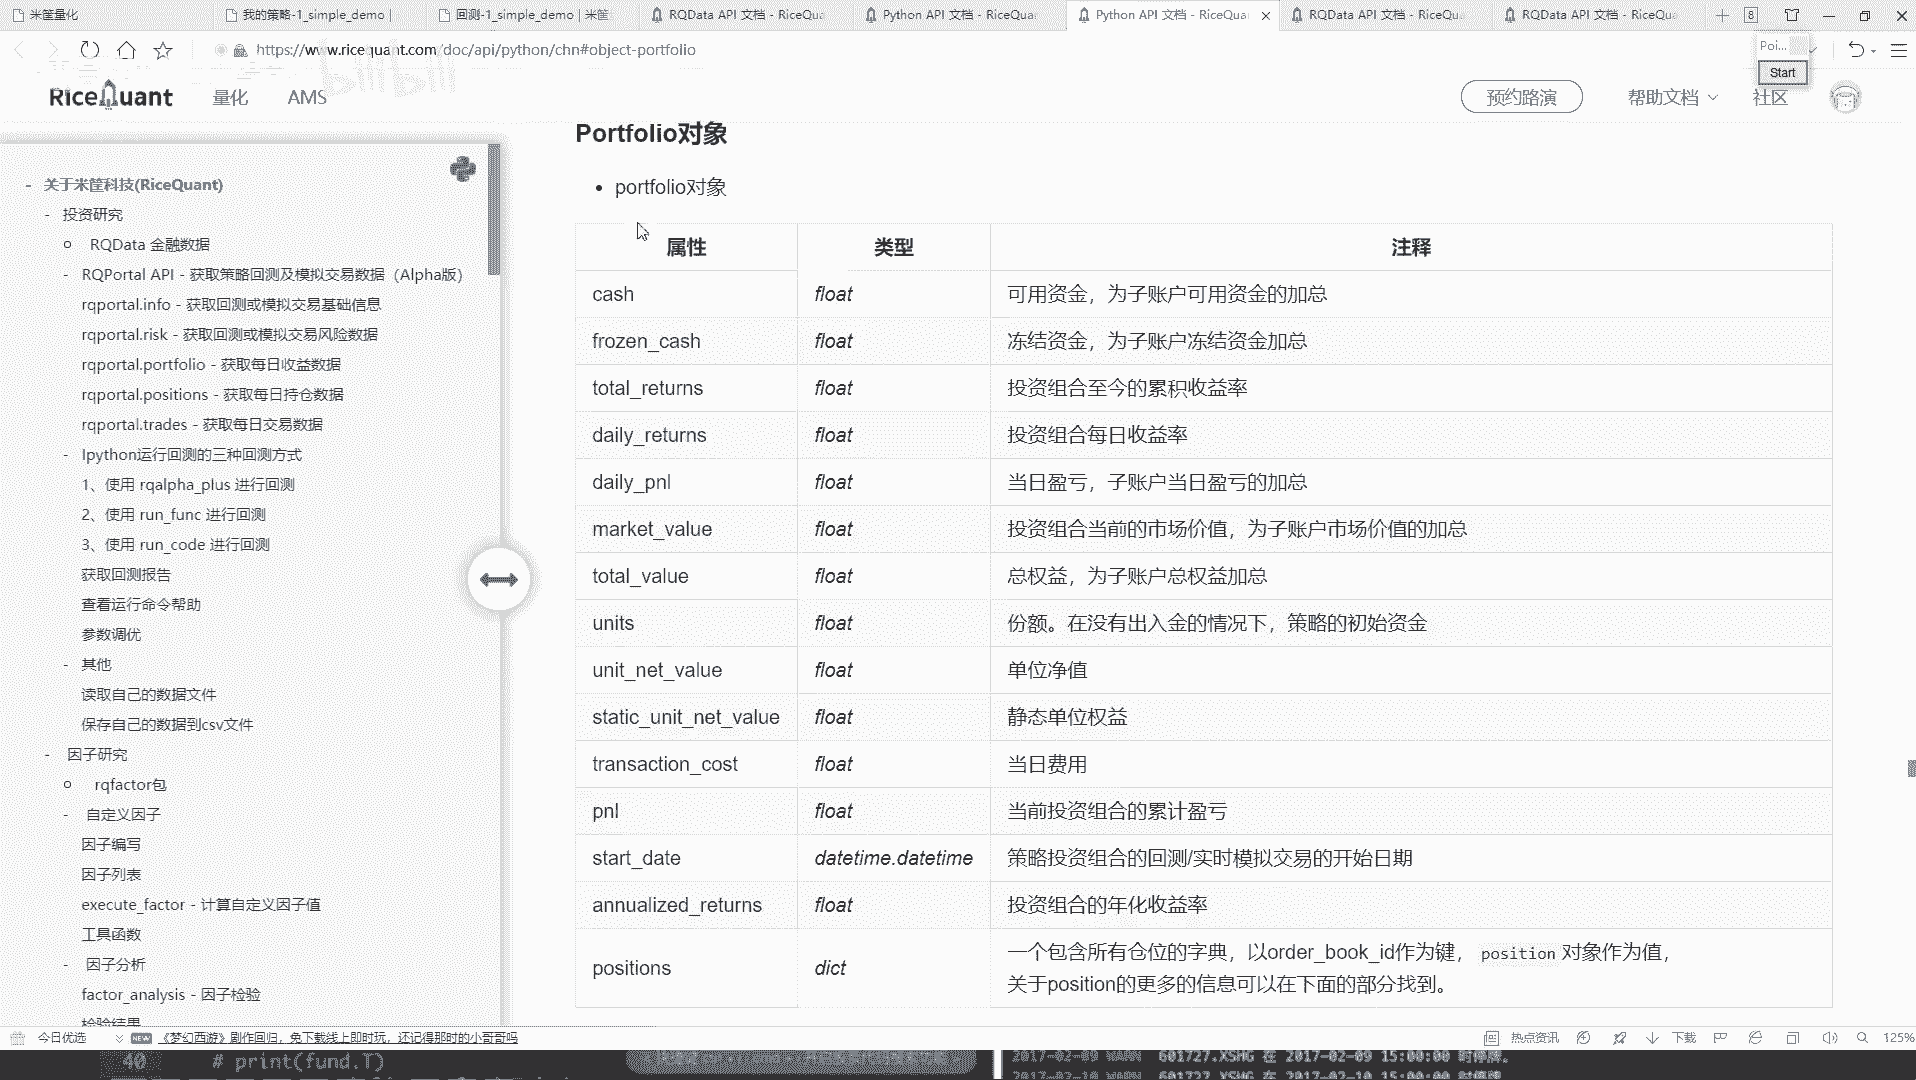 米筐量化
我的策略-1_simple_demo |
回测-1_simple_demo | 米筐
RQData API 文档 - RiceQua
Python API 文档 - RiceQua
Python API 文档 - RiceQua
RQData API 文档 - RiceQua
RQData API 文档 - RiceQua
8
https://www.ricequant.com/doc/api/python/chn#object-portfolio
Poi...
Start
bilibili
RiceQuant
量化
AMS
预约路演
帮助文档
社区
- 关于米筐科技(RiceQuant)
- 投资研究
RQData 金融数据
- RQPortal API - 获取策略回测及模拟交易数据（Alpha版）
rqportal.info - 获取回测或模拟交易基础信息
rqportal.risk - 获取回测或模拟交易风险数据
rqportal.portfolio - 获取每日收益数据
rqportal.positions - 获取每日持仓数据
rqportal.trades - 获取每日交易数据
- Ipython运行回测的三种回测方式
1、使用 rqalpha_plus 进行回测
2、使用 run_func 进行回测
3、使用 run_code 进行回测
获取回测报告
查看运行命令帮助
参数调优
- 其他
读取自己的数据文件
保存自己的数据到csv文件
- 因子研究
rqfactor包
- 自定义因子
因子编写
因子列表
execute_factor - 计算自定义因子值
工具函数
- 因子分析
factor_analysis - 因子检验
检验结果
Portfolio对象
• portfolio对象
属性 类型 注释
cash float 可用资金，为子账户可用资金的加总
frozen_cash float 冻结资金，为子账户冻结资金加总
total_returns float 投资组合至今的累积收益率
daily_returns float 投资组合每日收益率
daily_pnl float 当日盈亏，子账户当日盈亏的加总
market_value float 投资组合当前的市场价值，为子账户市场价值的加总
total_value float 总权益，为子账户总权益加总
units float 份额。在没有出入金的情况下，策略的初始资金
unit_net_value float 单位净值
static_unit_net_value float 静态单位权益
transaction_cost float 当日费用
pnl float 当前投资组合的累计盈亏
start_date datetime.datetime 策略投资组合的回测/实时模拟交易的开始日期
annualized_returns float 投资组合的年化收益率
positions dict 一个包含所有仓位的字典，以order_book_id作为键，position对象作为值，
关于position的更多的信息可以在下面的部分找到。
今日优选
NEW 《梦幻西游》剧作回归，免下载线上即时玩，还记得那时的小哥哥吗
热点资讯
下载
125%
40 # print(fund.T)
2017-02-09 WARN 601727.XSHG 在 2017-02-09 15:00:00 时停牌。
2017-02-10 WARN 601727.XSHG 在 2017-02-10 15:00:00 时停牌。